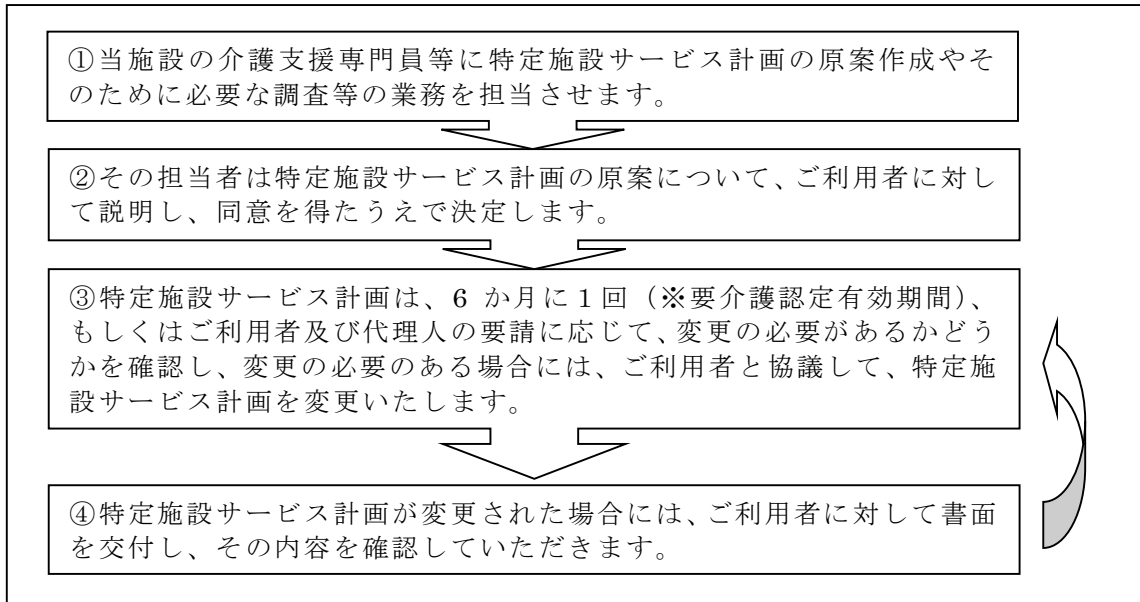 ①当施設の介護支援専門員等に特定施設サービス計画の原案作成やそ
のために必要な調査等の業務を担当させます。
②その担当者は特定施設サービス計画の原案について、ご利用者に対し
て説明し、同意を得たうえで決定します。
③特定施設サービス計画は、6 か月に1回（※要介護認定有効期間）、
もしくはご利用者及び代理人の要請に応じて、変更の必要があるかどう
かを確認し、変更の必要のある場合には、ご利用者と協議して、特定施
設サービス計画を変更いたします。
④特定施設サービス計画が変更された場合には、ご利用者に対して書面
を交付し、その内容を確認していただきます。